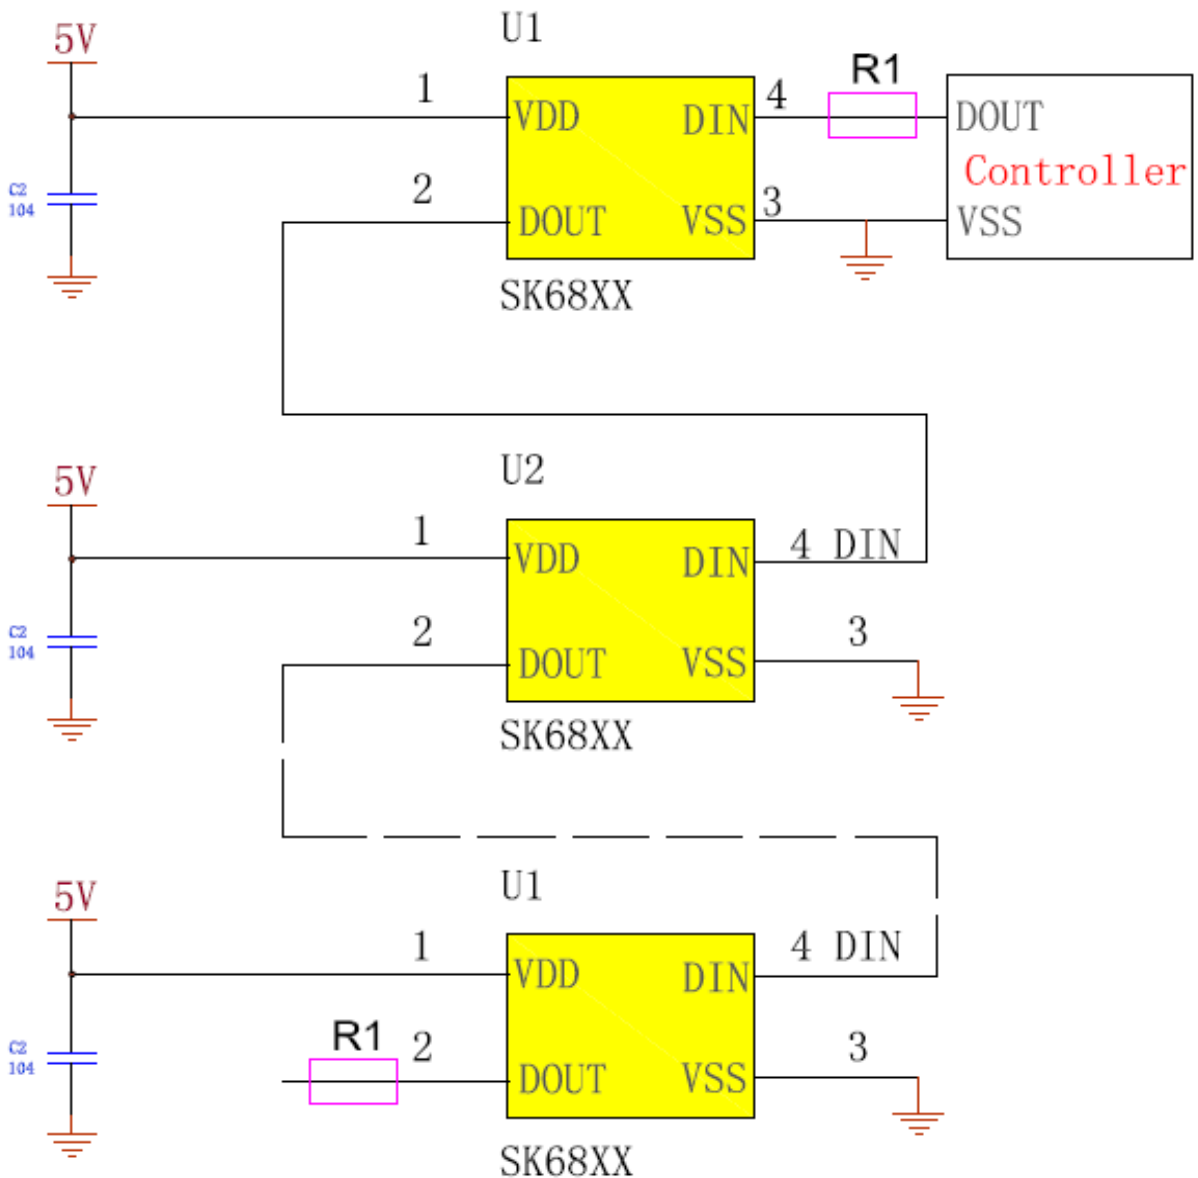 U1
5V
1
VDD
DIN
4
R1
DOUT
Controller
C2
104
2
DOUT
VSS
3
VSS
SK68XX
U2
5V
1
VDD
DIN
4 DIN
C2
104
2
DOUT
VSS
3
SK68XX
U1
5V
1
VDD
DIN
4 DIN
R1
C2
104
2
DOUT
VSS
3
SK68XX